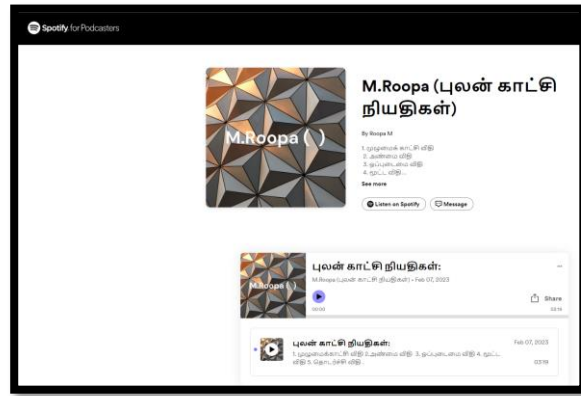 Spotify for Podcasters
M.Roopa ( )
M.Roopa (புலன் காட்சி
நியதிகள்)
By Roopa M
1. முழுமைக் காட்சி விதி
2. அண்மை விதி
3. ஒப்புடைமை விதி
4. மூட்ட விதி...
See more
Listen on Spotify
Message
M.Roopa ( )
புலன் காட்சி நியதிகள்:
M.Roopa (புலன் காட்சி நியதிகள்) • Feb 07, 2023
Share
00:00
03:19
புலன் காட்சி நியதிகள்:
Feb 07, 2023
1. முழுமைக்காட்சி விதி 2.அண்மை விதி 3. ஒப்புடைமை விதி 4. மூட்ட
விதி 5. தொடர்ச்சி விதி
03:19